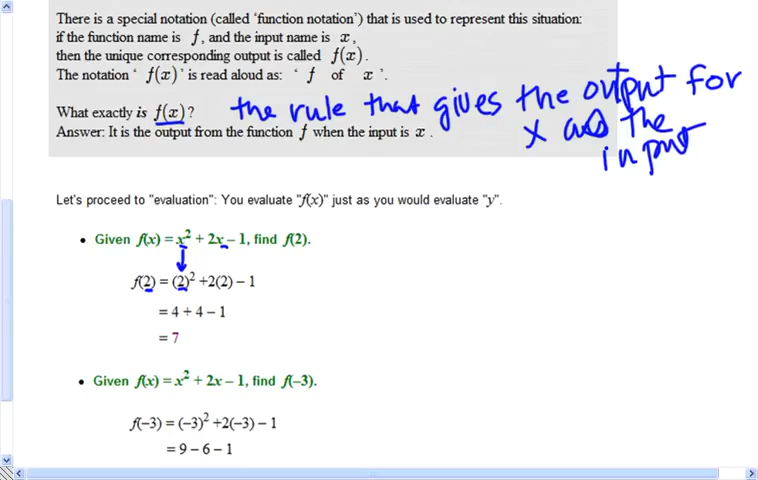 There is a special notation (called 'function notation') that is used to represent this situation:
if the function name is f, and the input name is x,
then the unique corresponding output is called f(x).
The notation ' f(x)' is read aloud as: ' f of x '.
What exactly is f(x)?
the rule that gives the output for
x as the
input
Answer: It is the output from the function f when the input is x .
Let's proceed to "evaluation": You evaluate "f(x)" just as you would evaluate "y".
• Given f(x) = x² + 2x – 1, find f(2).
f(2) = (2)² +2(2) – 1
= 4 + 4 – 1
= 7
• Given f(x) = x² + 2x – 1, find f(–3).
f(–3) = (–3)² +2(–3) – 1
= 9 – 6 – 1